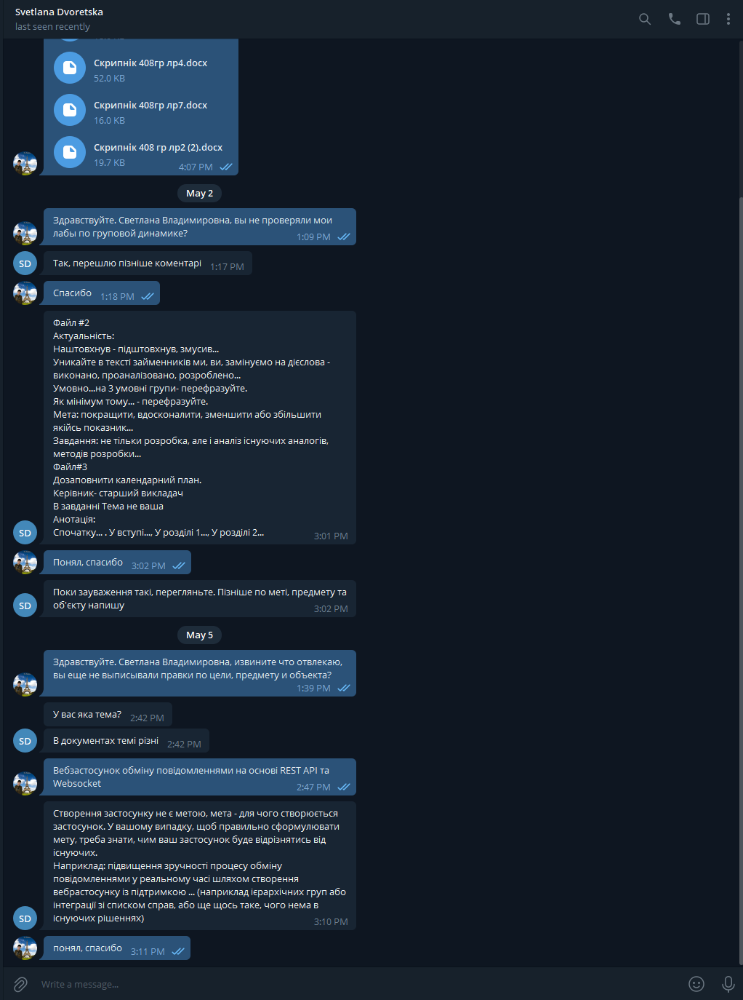 Svetlana Dvoretska
last seen recently
Скрипнік 408гр лр4.docx
52.0 KB
Скрипнік 408гр лр7.docx
16.0 KB
Скрипнік 408 гр лр2 (2).docx
19.7 KB
4:07 PM
May 2
Здравствуйте. Светлана Владимировна, вы не проверяли мои
лабы по груповой динамике?
1:09 PM
SD
Так, перешлю пізніше коментарі
1:17 PM
Спасибо
1:18 PM
Файл #2
Актуальність:
Наштовхнув - підштовхнув, змусив...
Уникайте в тексті займенників ми, ви, замінуємо на дієслова -
виконано, проаналізовано, розроблено...
Умовно...на 3 умовні групи- перефразуйте.
Як мінімум тому... - перефразуйте.
Мета: покращити, вдосконалити, зменшити або збільшити
якійсь показник...
Завдання: не тільки розробка, але і аналіз існуючих аналогів,
методів розробки...
Файл#3
Дозаповнити календарний план.
Керівник- старший викладач
В завданні Тема не ваша
Анотація:
Спочатку... . У вступі..., У розділі 1..., У розділі 2...
3:01 PM
SD
Понял, спасибо
3:02 PM
Поки зауваження такі, перегляньте. Пізніше по меті, предмету та
об'єкту напишу
3:02 PM
SD
May 5
Здравствуйте. Светлана Владимировна, извините что отвлекаю,
вы еще не выписывали правки по цели, предмету и объекта?
1:39 PM
У вас яка тема?
2:42 PM
SD
В документах темі різні
2:42 PM
Вебзастосунок обміну повідомленнями на основі REST API та
Websocket
2:47 PM
Створення застосунку не є метою, мета - для чого створюється
застосунок. У вашому випадку, щоб правильно сформулювати
мету, треба знати, чим ваш застосунок буде відрізнятись від
існуючих.
Наприклад: підвищення зручності процесу обміну
повідомленнями у реальному часі шляхом створення
вебрастосунку із підтримкою ... (наприклад ієрархічних груп або
інтеграції зі списком справ, або ще щось таке, чого нема в
існуючих рішеннях)
3:10 PM
SD
понял, спасибо
3:11 PM
Write a message...